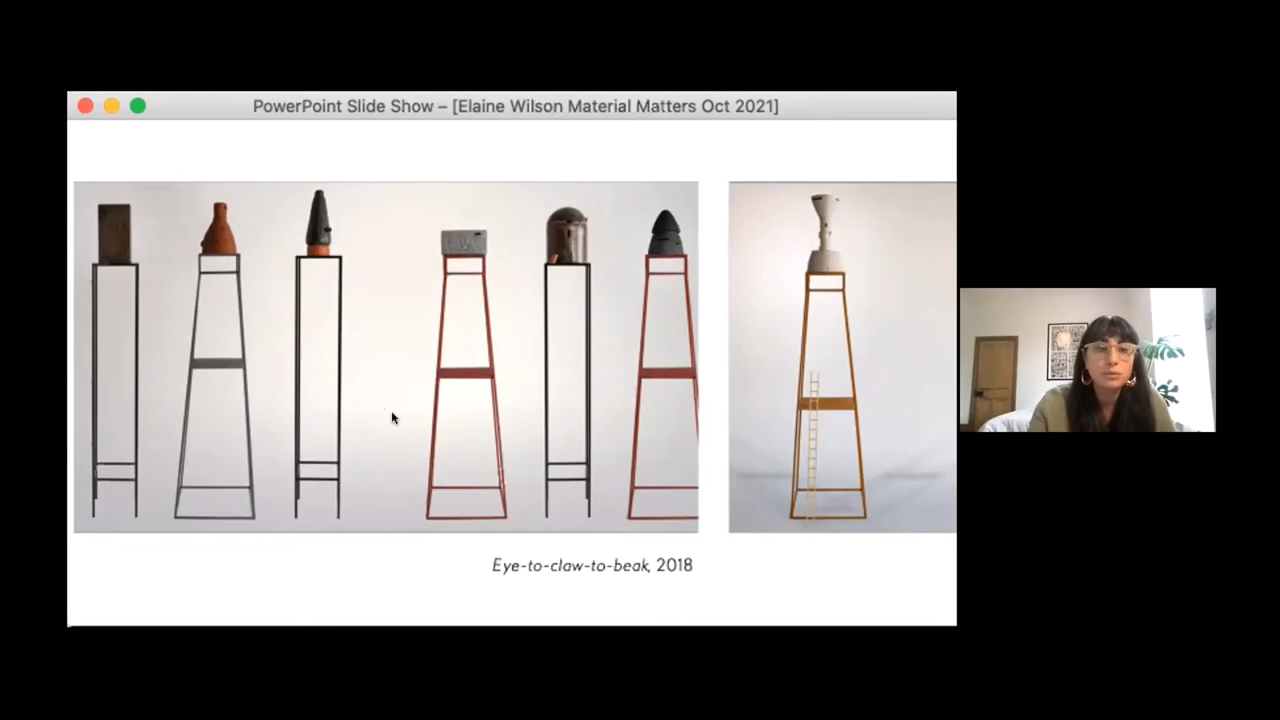 PowerPoint Slide Show – [Elaine Wilson Material Matters Oct 2021]
Eye-to-claw-to-beak, 2018